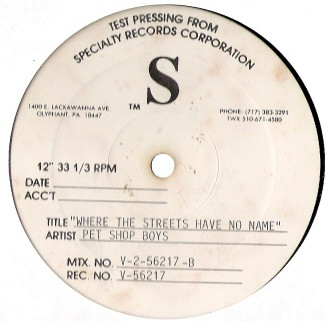 TEST PRESSING FROM
SPECIALTY RECORDS CORPORATION
S
TM
1400 E. LACKAWANNA AVE.
OLYPHANT, PA. 18447
PHONE: (717) 383-3291
TWX 510-671-4580
12" 33 1/3 RPM
DATE
ACC'T
TITLE "WHERE THE STREETS HAVE NO NAME"
ARTIST PET SHOP BOYS
MTX. NO. V-2-56217-B
REC. NO. V-56217